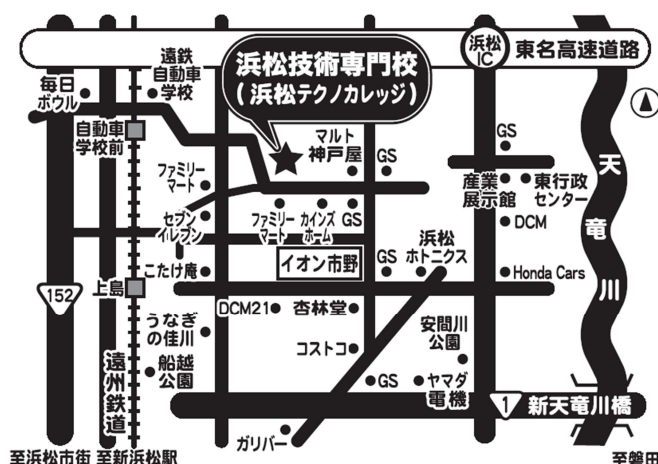 浜松技術専門校
(浜松テクノカレッジ)
浜松
IC
東名高速道路
遠鉄
自動車
学校
毎日
ボウル
自動車
学校前
マルト
神戸屋
GS
GS
天竜川
ファミリー
マート
産業
展示館
東行政
センター
セブン
イレブン
ファミリー
マート
カインズ
ホーム
GS
DCM
浜松
ホトニクス
イオン市野
GS
こたけ庵
Honda Cars
152
上島
DCM21
杏林堂
うなぎ
の佳川
安間川
公園
コストコ
船越
公園
遠州鉄道
GS
ヤマダ
電機
1
新天竜川橋
ガリバー
至浜松市街
至新浜松駅
至磐田